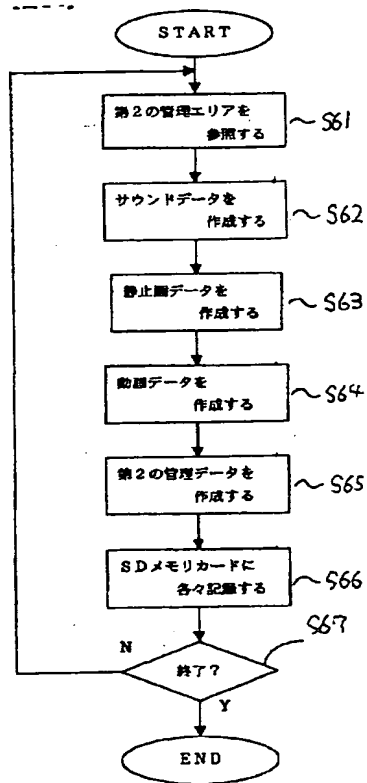 START
第2の管理エリアを
参照する
S61
サウンドデータを
作成する
S62
静止画データを
作成する
S63
動画データを
作成する
S64
第2の管理データを
作成する
S65
SDメモリカードに
各々記録する
S66
S67
N
終了?
Y
END